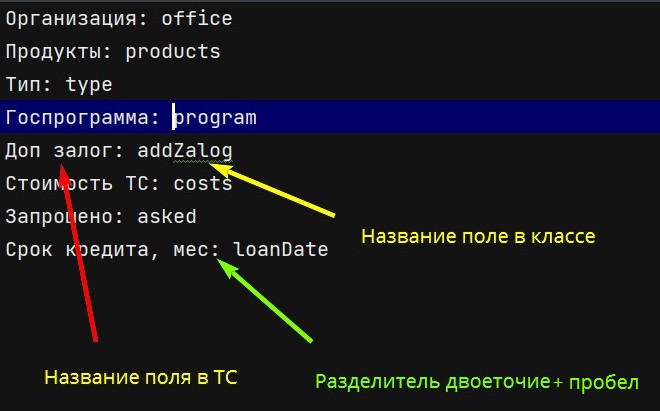 Организация: office
Продукты: products
Тип: type
Госпрограмма: program
Доп залог: addZalog
Стоимость ТС: costs
Запрошено: asked
Срок кредита, мес: loanDate
Название поле в классе
Название поля в ТС
Разделитель двоеточие + пробел